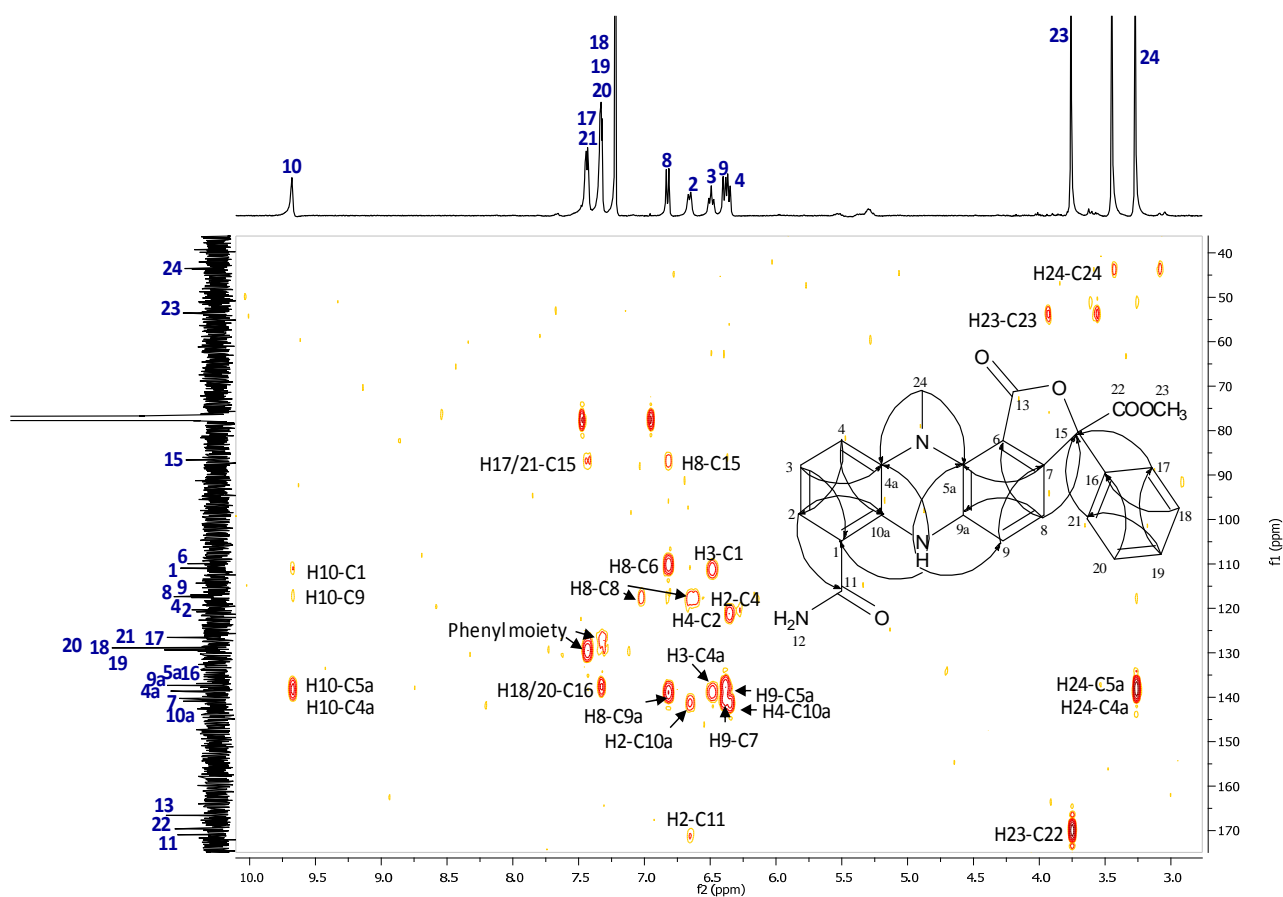 18
19
20
17
21
10
8
2
3
9
4
23
24
24
23
15
6
1
9
8
4
2
21
17
20
18
19
5a
16
9a
4a
7
10a
13
22
11
H24-C24
H23-C23
H17/21-C15
H8-C15
H8-C6
H3-C1
H10-C1
H10-C9
H8-C8
H2-C4
H4-C2
Phenyl moiety
H3-C4a
H10-C5a
H10-C4a
H18/20-C16
H9-C5a
H4-C10a
H8-C9a
H2-C10a
H9-C7
H24-C5a
H24-C4a
H2-C11
H23-C22
O
24
13
O
22
23
COOCH3
4
N
6
15
3
4a
5a
7
16
17
2
10a
9a
8
21
18
1
N
H
9
20
19
11
H2N
12
O
40
50
60
70
80
90
100
110
120
130
140
150
160
170
f1 (ppm)
10.0
9.5
9.0
8.5
8.0
7.5
7.0
6.5
6.0
5.5
5.0
4.5
4.0
3.5
3.0
f2 (ppm)